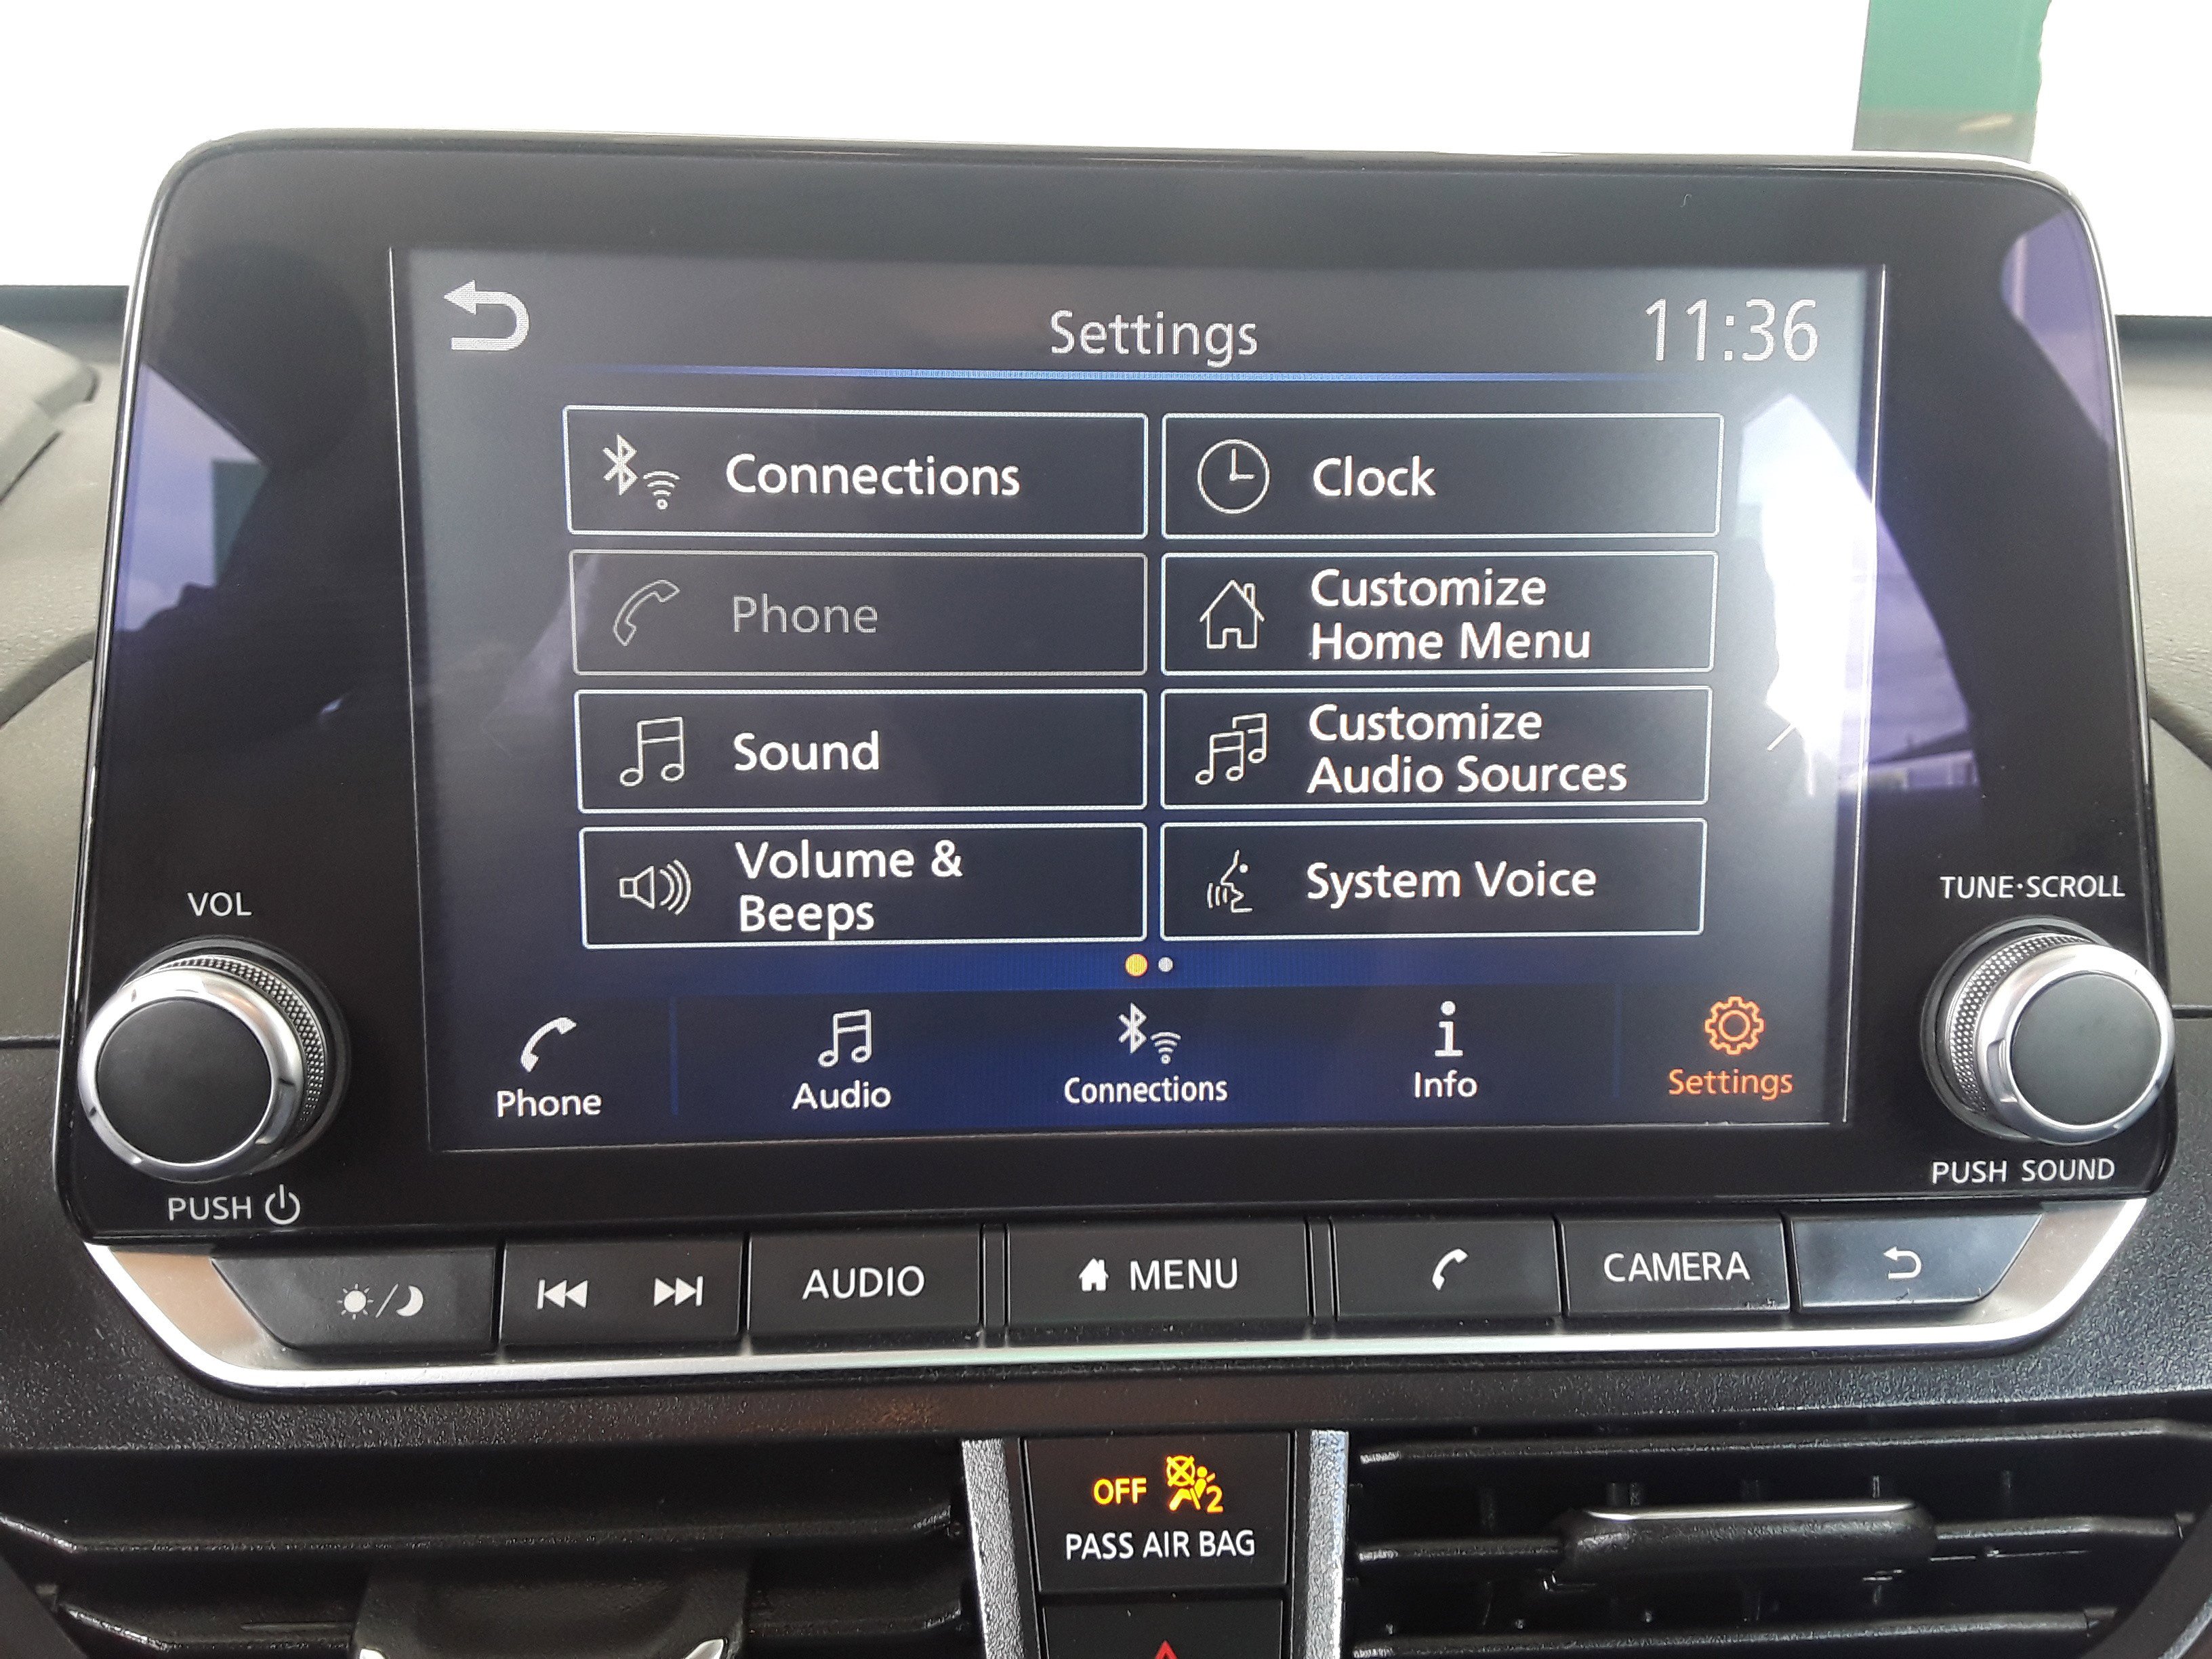 Settings
11:36
Connections
Clock
Phone
Customize
Home Menu
Sound
Customize
Audio Sources
Volume &
Beeps
System Voice
Phone
Audio
Connections
Info
Settings
VOL
PUSH
TUNE·SCROLL
PUSH SOUND
AUDIO
MENU
CAMERA
OFF 2
PASS AIR BAG